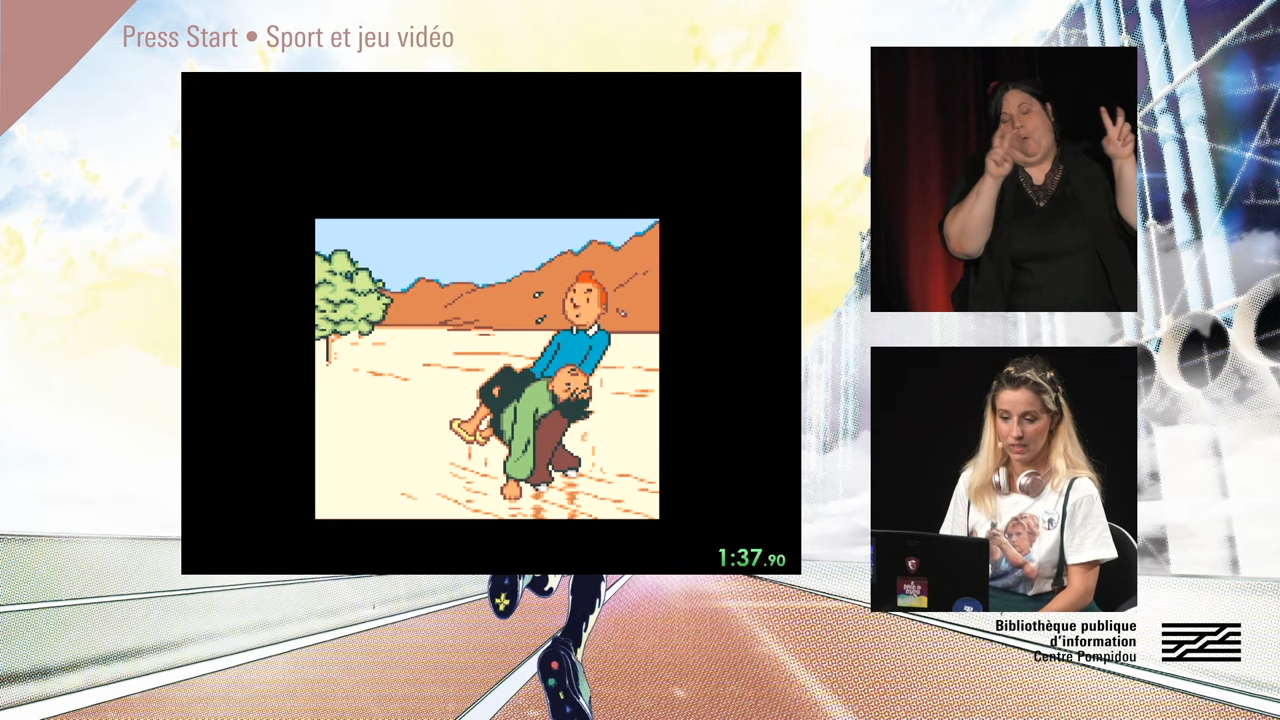 Press Start • Sport et jeu vidéo
1:37.90
Bibliothèque publique
d'information
Centre Pompidou